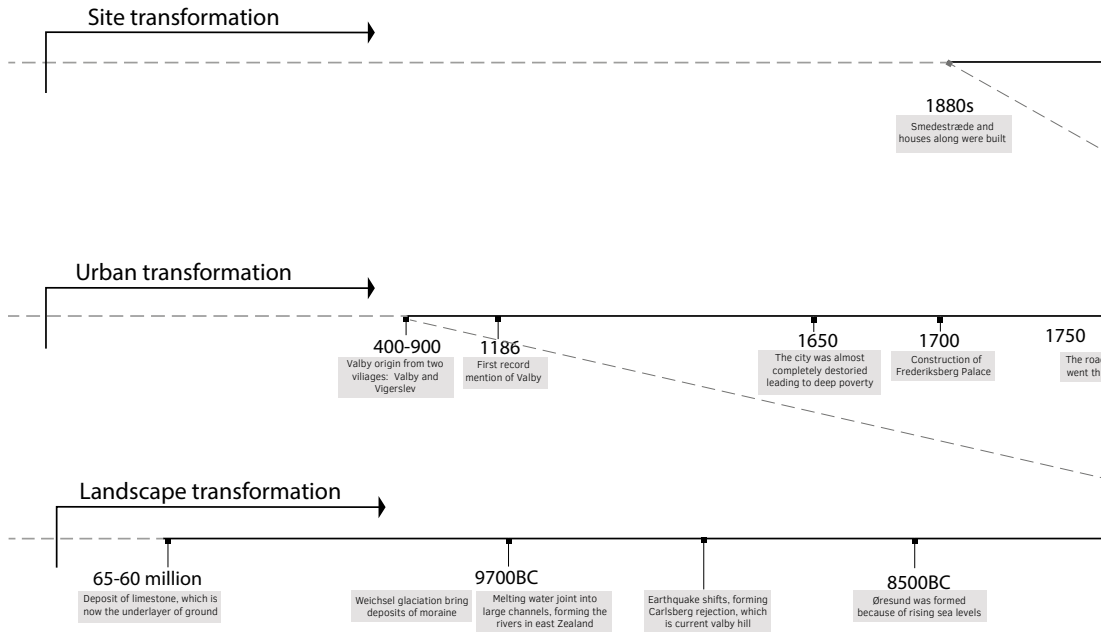 Site transformation
1880s
Smedestræde and
houses along were built
Urban transformation
400-900
Valby origin from two
viliages: Valby and
Vigerslev
1186
First record
mention of Valby
1650
The city was almost
completely destoried
leading to deep poverty
1700
Construction of
Frederiksberg Palace
1750
The roa
went th
Landscape transformation
65-60 million
Deposit of limestone, which is
now the underlayer of ground
Weichsel glaciation bring
deposits of moraine
9700BC
Melting water joint into
large channels, forming the
rivers in east Zealand
Earthquake shifts, forming
Carlsberg rejection, which
is current valby hill
8500BC
Øresund was formed
because of rising sea levels